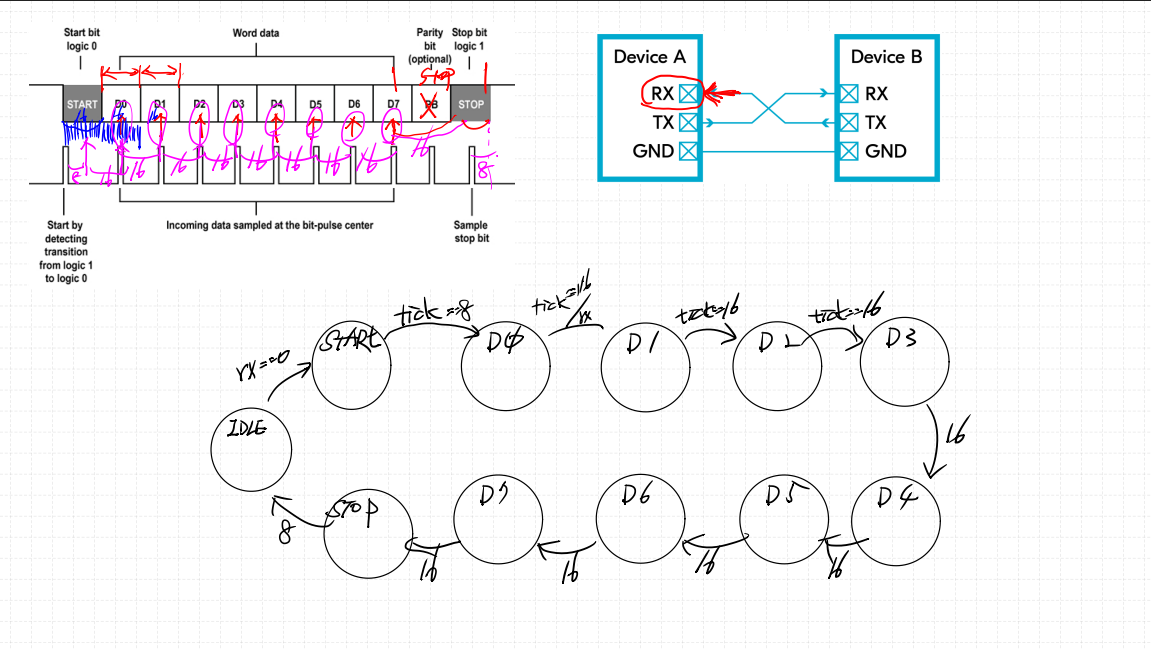 Start bit
logic 0
Word data
Parity
bit
(optional)
Stop bit
logic 1
STOP
START
D0
D1
D2
D3
D4
D5
D6
D7
PB
STOP
X
16
16
8
16
16
16
16
16
16
16
16
16
8
Start by
detecting
transition
from logic 1
to logic 0
Incoming data sampled at the bit-pulse center
Sample
stop bit
Device A
RX
TX
GND
Device B
RX
TX
GND
IDLE
rx==0
START
tick==8
D0
tick==16
/rx
D1
tick=16
D2
tick==16
D3
16
D4
16
D5
16
D6
16
D7
16
STOP
8